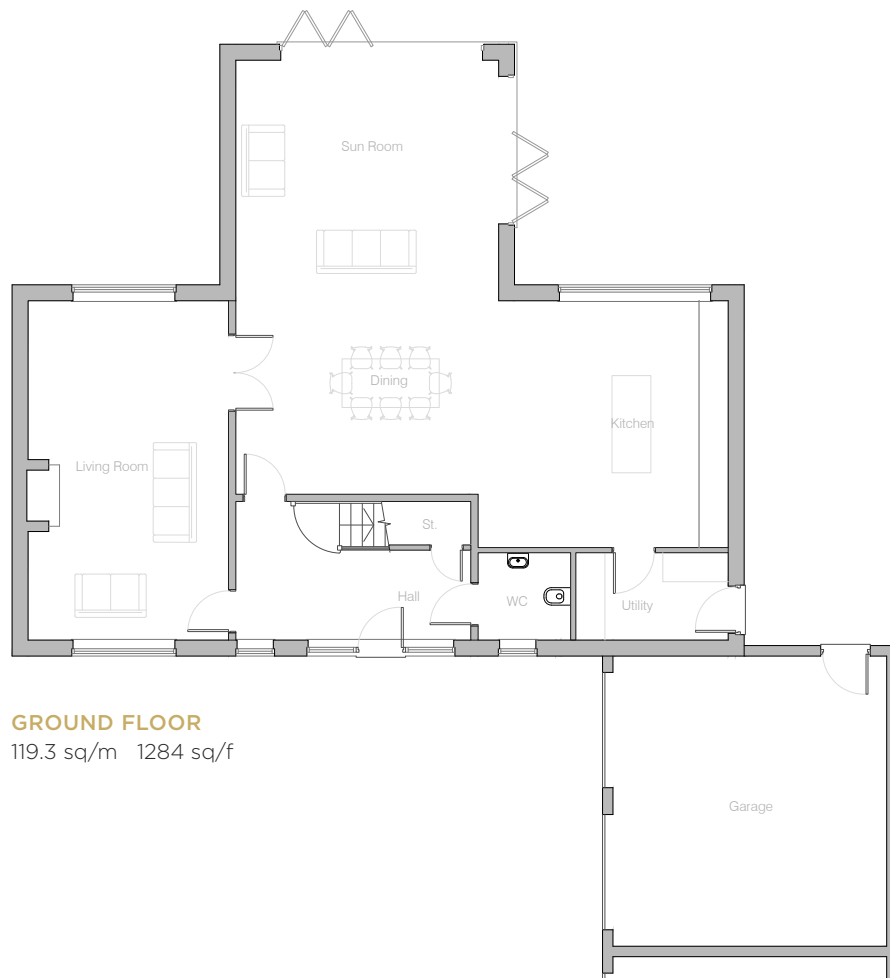 Sun Room
Dining
Kitchen
Living Room
St.
Hall
WC
Utility
GROUND FLOOR
119.3 sq/m 1284 sq/f
Garage